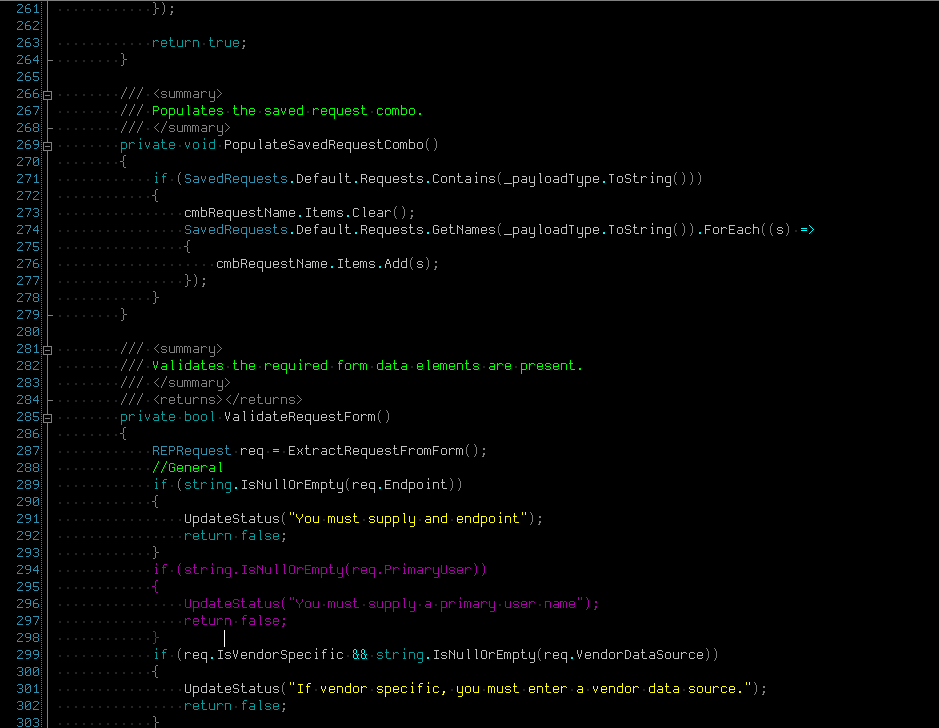 261 });
262
263 return true;
264 }
265
266 /// <summary>
267 /// Populates the saved request combo.
268 /// </summary>
269 private void PopulateSavedRequestCombo()
270 {
271 if (SavedRequests.Default.Requests.Contains(_payloadType.ToString()))
272 {
273 cmbRequestName.Items.Clear();
274 SavedRequests.Default.Requests.GetNames(_payloadType.ToString()).ForEach((s) =>
275 {
276 cmbRequestName.Items.Add(s);
277 });
278 }
279 }
280
281 /// <summary>
282 /// Validates the required form data elements are present.
283 /// </summary>
284 /// <returns></returns>
285 private bool ValidateRequestForm()
286 {
287 REPRequest req = ExtractRequestFromForm();
288 //General
289 if (string.IsNullOrEmpty(req.Endpoint))
290 {
291 UpdateStatus("You must supply and endpoint");
292 return false;
293 }
294 if (string.IsNullOrEmpty(req.PrimaryUser))
295 {
296 UpdateStatus("You must supply a primary user name");
297 return false;
298 }
299 if (req.IsVendorSpecific && string.IsNullOrEmpty(req.VendorDataSource))
300 {
301 UpdateStatus("If vendor specific, you must enter a vendor data source.");
302 return false;
303 }